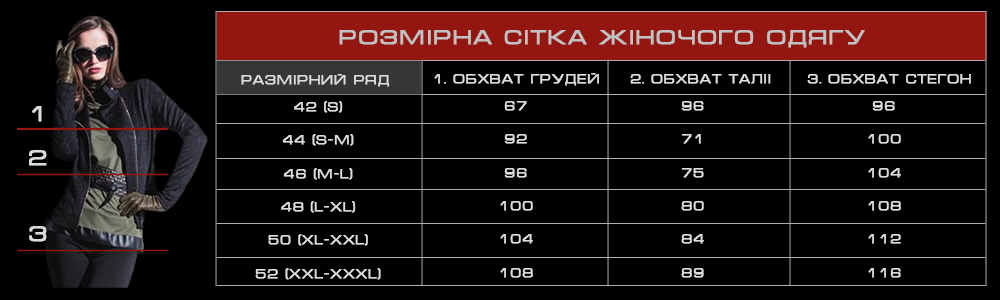 РОЗМІРНА СІТКА ЖІНОЧОГО ОДЯГУ
РАЗМІРНИЙ РЯД 1. ОБХВАТ ГРУДЕЙ 2. ОБХВАТ ТАЛІІ 3. ОБХВАТ СТЕГОН
42 (S) 67 96 96
44 (S-M) 92 71 100
46 (M-L) 96 75 104
48 (L-XL) 100 80 108
50 (XL-XXL) 104 84 112
52 (XXL-XXXL) 108 89 116
1
2
3